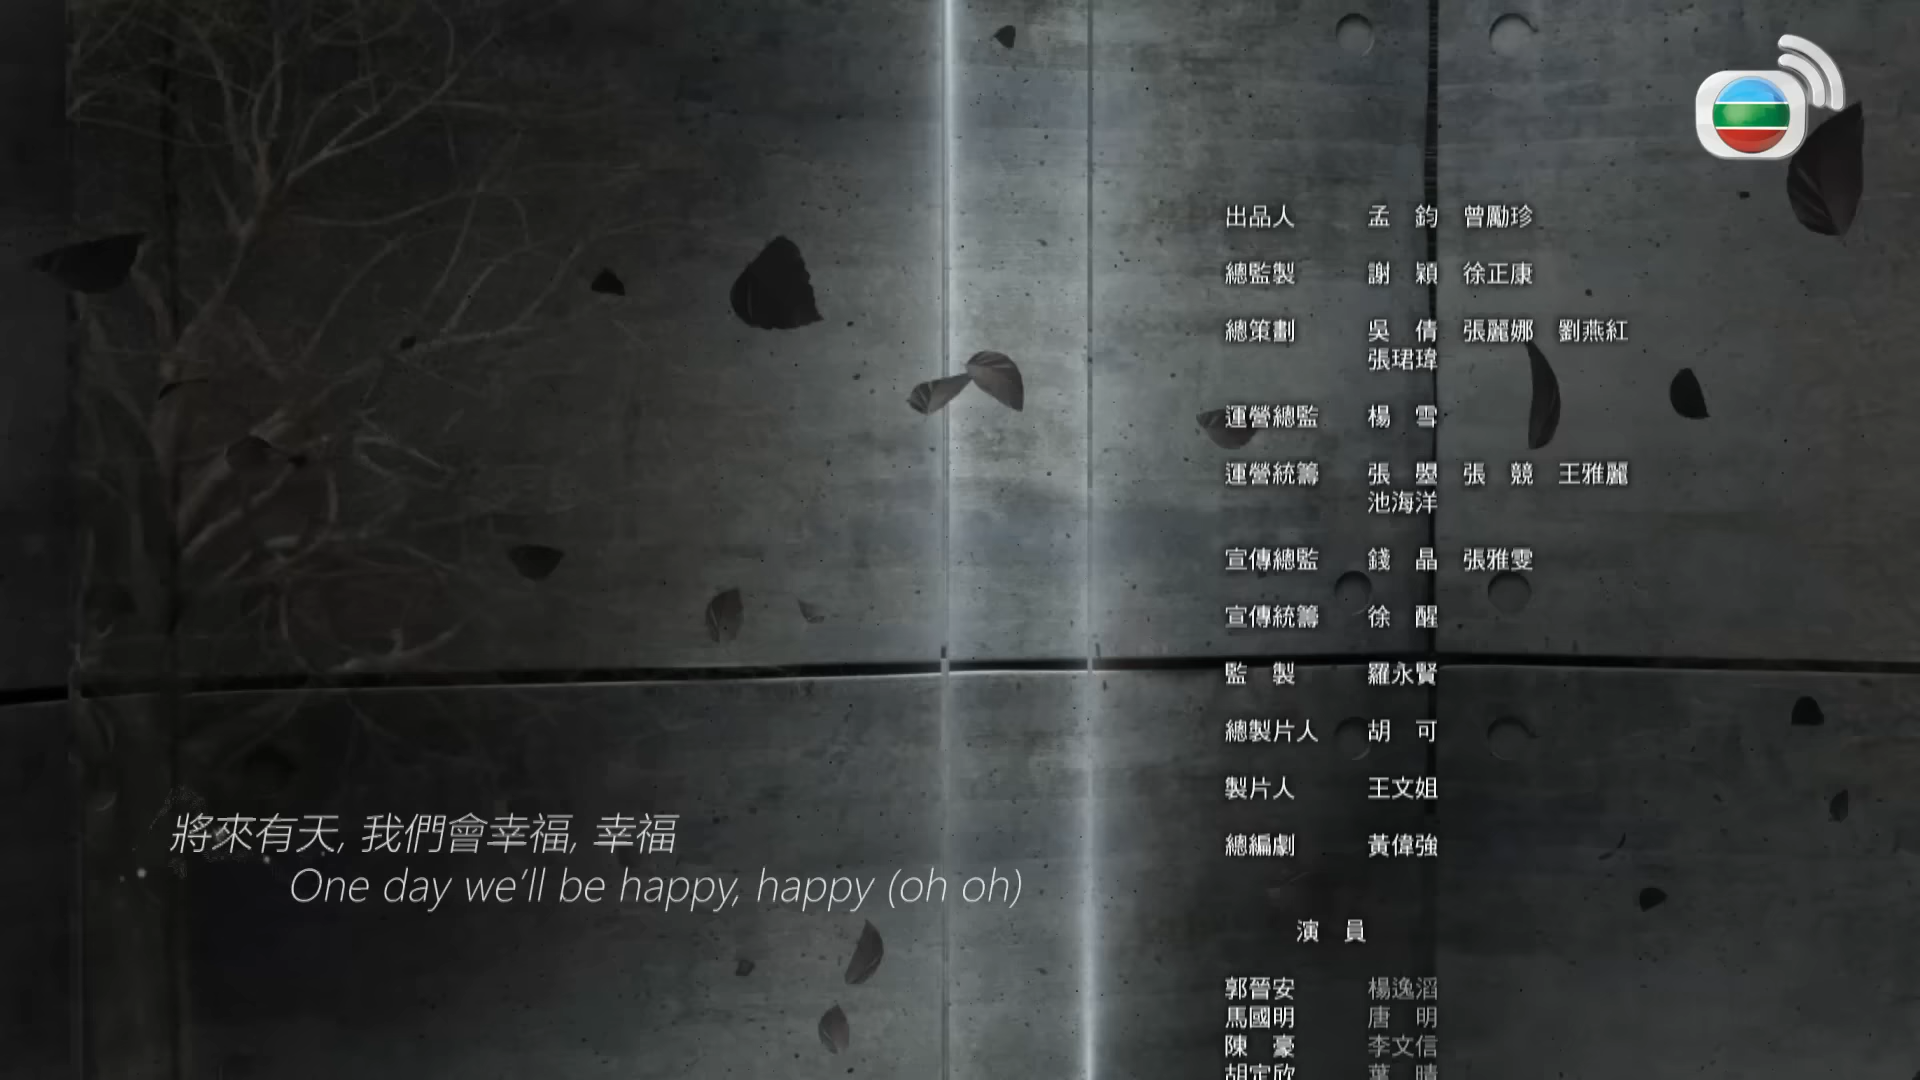 出品人 孟 鈞 曾勵珍
總監製 謝 穎 徐正康
總策劃 吳 倩 張麗娜 劉燕紅
張珺瑋
運營總監 楊 雪
運營統籌 張 曌 張 競 王雅麗
池海洋
宣傳總監 錢 晶 張雅雯
宣傳統籌 徐 醒
監 製 羅永賢
總製片人 胡 可
製片人 王文姐
總編劇 黃偉強
將來有天, 我們會幸福, 幸福
One day we'll be happy, happy (oh oh)
演 員
郭晉安 楊逸滔
馬國明 唐 明
陳 豪 李文信
胡定欣 葉 晴